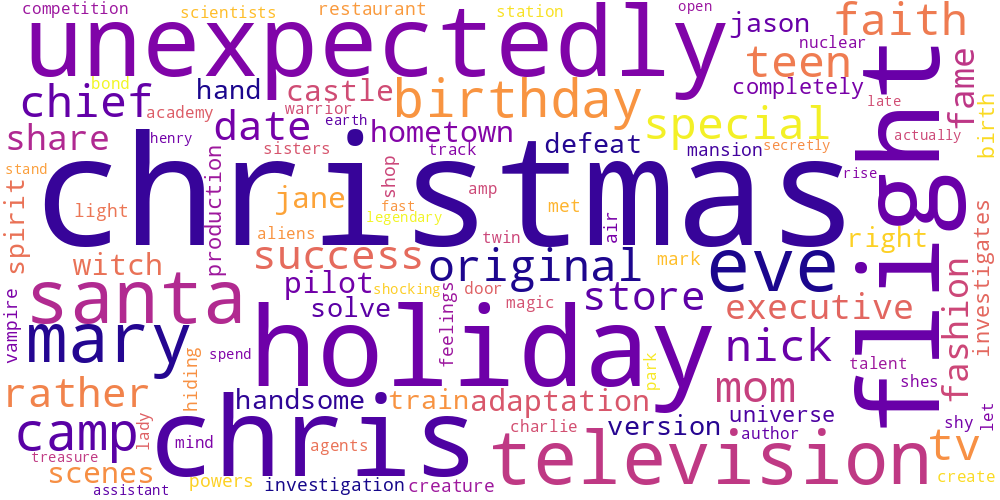 competition
scientists
restaurant
station
open
unexpectedly
jason
faith
nuclear
teen
bond
hand
castle
birthday
completely
fame
flight
chief
academy
warrior
late
birth
share
henry
date
earth
hometown
special
defeat
mansion
secretly
actually
christmas
sisters
track
shop
stand
rise
production
jane
amp
met
spirit
light
fast
legendary
air
aliens
twin
right
witch
success
original
mark
eve
investigates
santa
pilot
shocking
door
store
executive
fashion
vampire
solve
feelings
magic
holiday
mary
nick
spend
hiding
park
talent
rather
mom
shes
handsome
train
adaptation
let
camp
lady
chris
mind
charlie
version
universe
shy
author
treasure
agents
television
tv
scenes
powers
investigation
creature
create
assistant